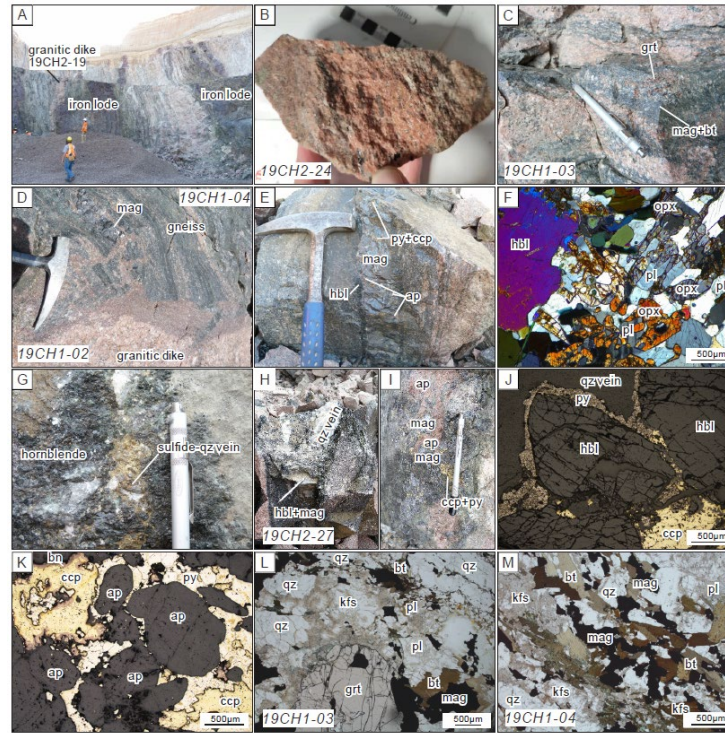 A
granitic dike
19CH2-19
iron lode
iron lode
B
19CH2-24
C
grt
mag+bt
19CH1-03
D
19CH1-04
mag
gneiss
19CH1-02
granitic dike
E
py+ccp
mag
hbl
ap
F
opx
hbl
pl
opx
pl
opx
pl
500μm
G
hornblende
sulfide-qz vein
H
qz vein
hbl+mag
19CH2-27
I
ap
mag
ap
mag
ccp+py
J
qz vein
py
hbl
hbl
ccp
500μm
K
bn
ccp
py
ap
ap
ap
ap
ccp
500μm
L
qz
bt
qz
qz
kfs
pl
qz
pl
grt
bt
mag
19CH1-03
500μm
M
bt
mag
pl
kfs
qz
mag
bt
kfs
qz
kfs
19CH1-04
500μm